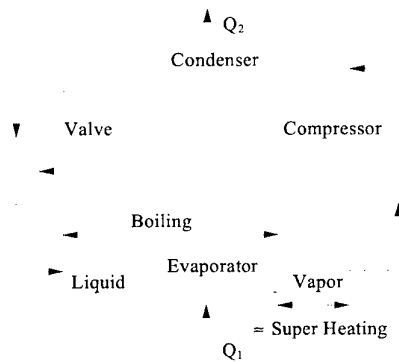 Q2
Condenser
Valve
Compressor
Boiling
Evaporator
Liquid
Vapor
= Super Heating
Q1